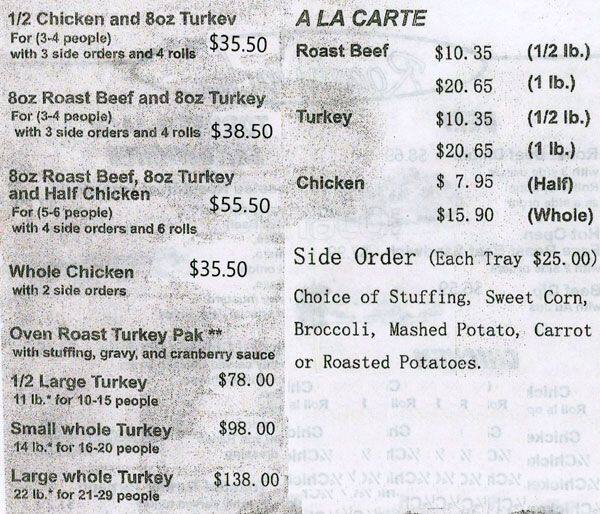 1/2 Chicken and 8oz Turkey
For (3-4 people)
with 3 side orders and 4 rolls $35.50
8oz Roast Beef and 8oz Turkey
For (3-4 people)
with 3 side orders and 4 rolls $38.50
8oz Roast Beef, 8oz Turkey
and Half Chicken
For (5-6 people) $55.50
with 4 side orders and 6 rolls
Whole Chicken $35.50
with 2 side orders
Oven Roast Turkey Pak **
with stuffing, gravy, and cranberry sauce
1/2 Large Turkey $78.00
11 lb.* for 10-15 people
Small whole Turkey $98.00
14 lb.* for 16-20 people
Large whole Turkey $138.00
22 lb.* for 21-29 people
A LA CARTE
Roast Beef $10.35 (1/2 lb.)
$20.65 (1 lb.)
Turkey $10.35 (1/2 lb.)
$20.65 (1 lb.)
Chicken $ 7.95 (Half)
$15.90 (Whole)
Side Order (Each Tray $25.00)
Choice of Stuffing, Sweet Corn,
Broccoli, Mashed Potato, Carrot
or Roasted Potatoes.